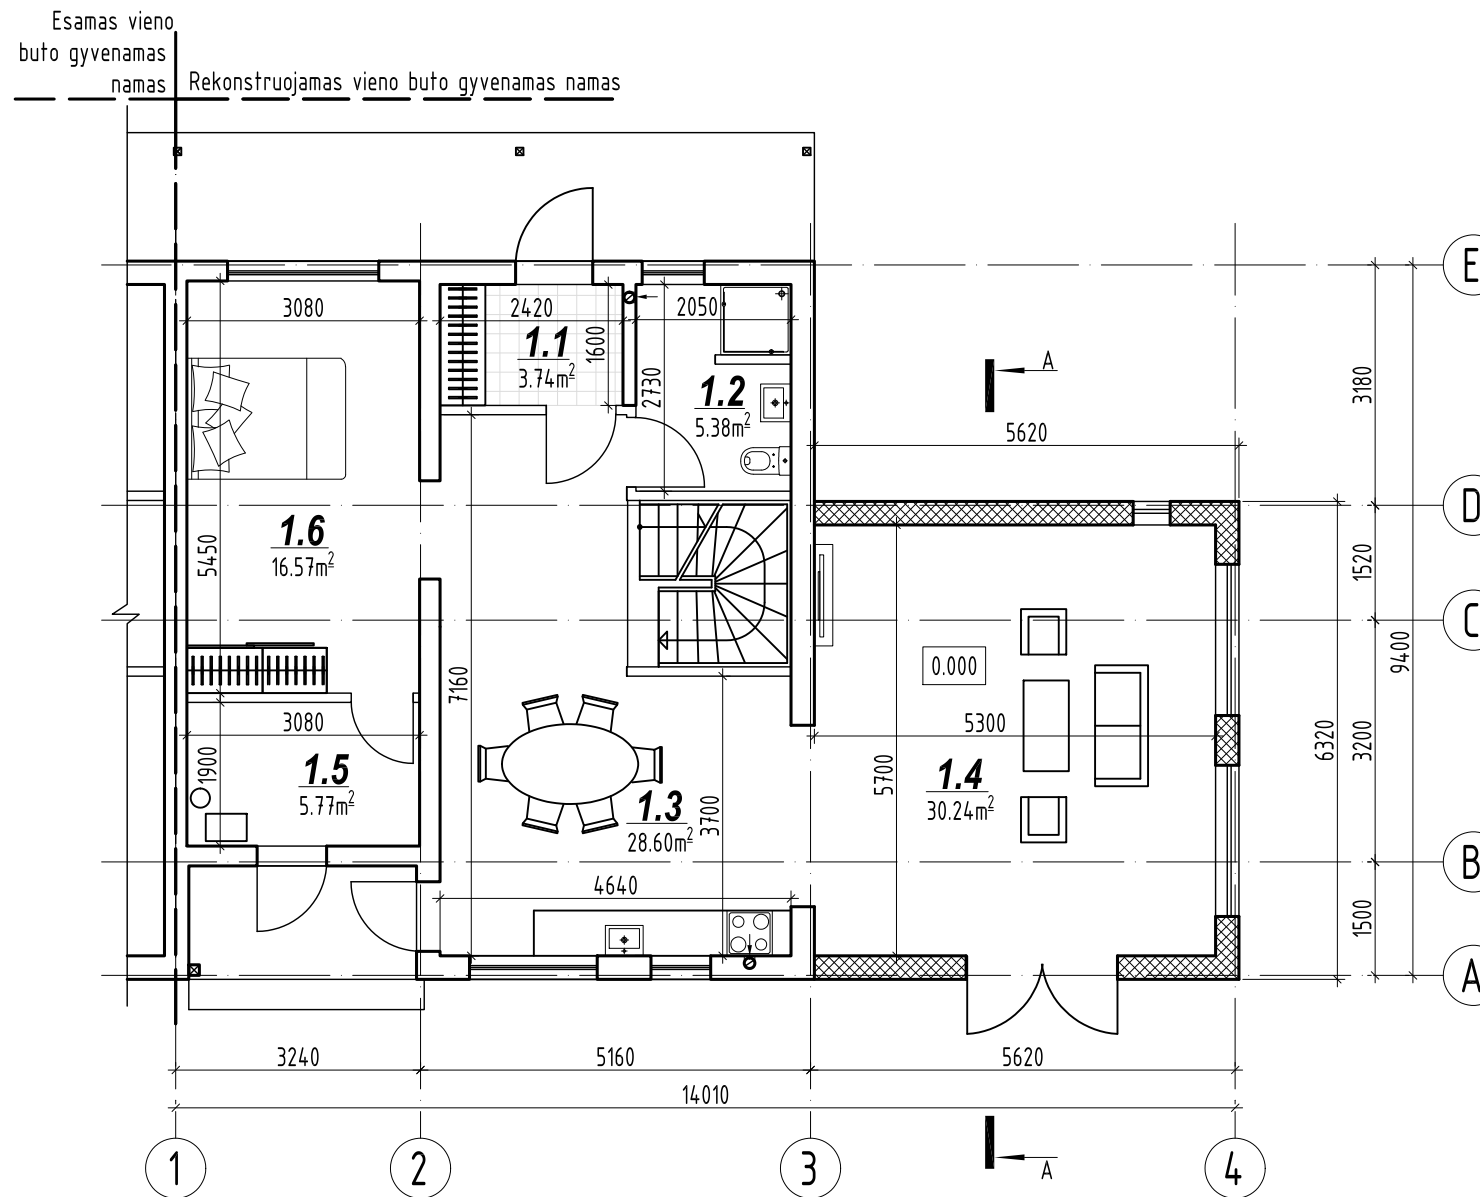 Esamas vieno
buto gyvenamas
namas
Rekonstruojamas vieno buto gyvenamas namas
E
3080
2420
2050
1.1
3.74m²
1600
2730
1.2
5.38m²
A
3180
5620
D
1.6
16.57m²
5450
1520
C
9400
0.000
7160
3080
5300
6320
3200
1900
1.5
5.77m²
1.3
28.60m²
3700
5700
1.4
30.24m²
B
4640
1500
A
3240
5160
5620
14010
1
2
3
4
A